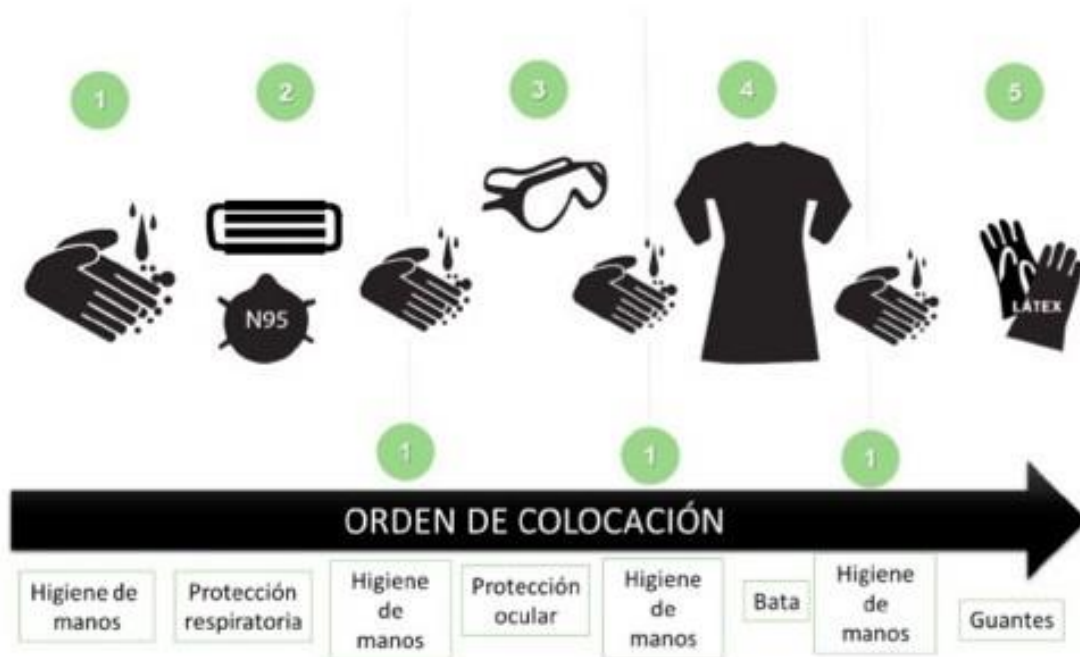 1
2
3
4
5
N95
LATEX
1
1
1
ORDEN DE COLOCACIÓN
Higiene de
manos
Protección
respiratoria
Higiene
de
manos
Protección
ocular
Higiene
de
manos
Bata
Higiene
de
manos
Guantes